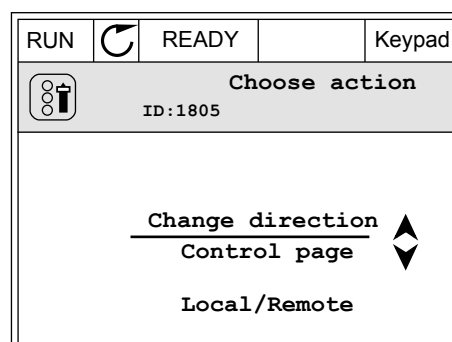 RUN READY Keypad
Choose action
ID:1805
Change direction
Control page
Local/Remote